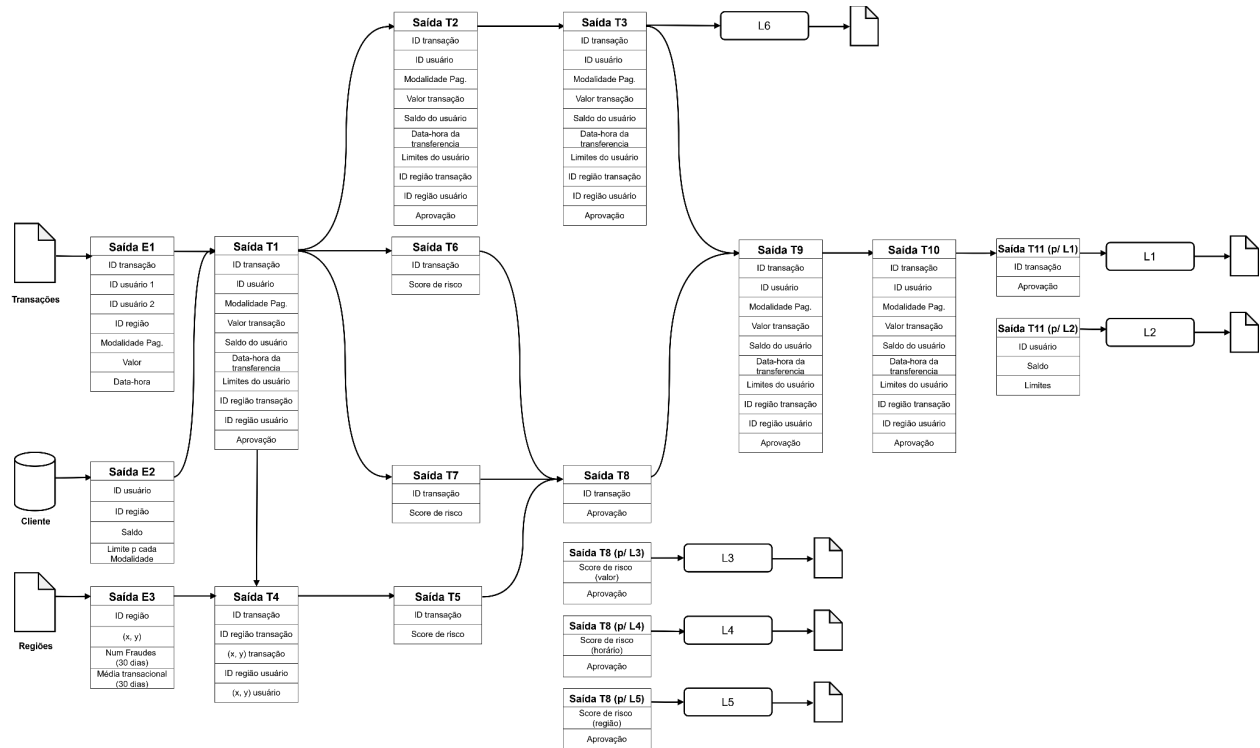 Saída T2
ID transação
ID usuário
Modalidade Pag.
Valor transação
Saldo do usuário
Data-hora da
transferencia
Limites do usuário
ID região transação
ID região usuário
Aprovação
Saída T3
ID transação
ID usuário
Modalidade Pag.
Valor transação
Saldo do usuário
Data-hora da
transferencia
Limites do usuário
ID região transação
ID região usuário
Aprovação
L6
Transações
Saída E1
ID transação
ID usuário 1
ID usuário 2
ID região
Modalidade Pag.
Valor
Data-hora
Saída T1
ID transação
ID usuário
Modalidade Pag.
Valor transação
Saldo do usuário
Data-hora da
transferencia
Limites do usuário
ID região transação
ID região usuário
Aprovação
Saída T6
ID transação
Score de risco
Saída T9
ID transação
ID usuário
Modalidade Pag.
Valor transação
Saldo do usuário
Data-hora da
transferencia
Limites do usuário
ID região transação
ID região usuário
Aprovação
Saída T10
ID transação
ID usuário
Modalidade Pag.
Valor transação
Saldo do usuário
Data-hora da
transferencia
Limites do usuário
ID região transação
ID região usuário
Aprovação
Saída T11 (p/ L1)
ID transação
Aprovação
L1
Saída T11 (p/ L2)
ID usuário
Saldo
Limites
L2
Cliente
Saída E2
ID usuário
ID região
Saldo
Limite p cada
Modalidade
Saída T7
ID transação
Score de risco
Saída T8
ID transação
Aprovação
Regiões
Saída E3
ID região
(x, y)
Num Fraudes
(30 dias)
Média transacional
(30 dias)
Saída T4
ID transação
ID região transação
(x, y) transação
ID região usuário
(x, y) usuário
Saída T5
ID transação
Score de risco
Saída T8 (p/ L3)
Score de risco
(valor)
Aprovação
L3
Saída T8 (p/ L4)
Score de risco
(horário)
Aprovação
L4
Saída T8 (p/ L5)
Score de risco
(região)
Aprovação
L5